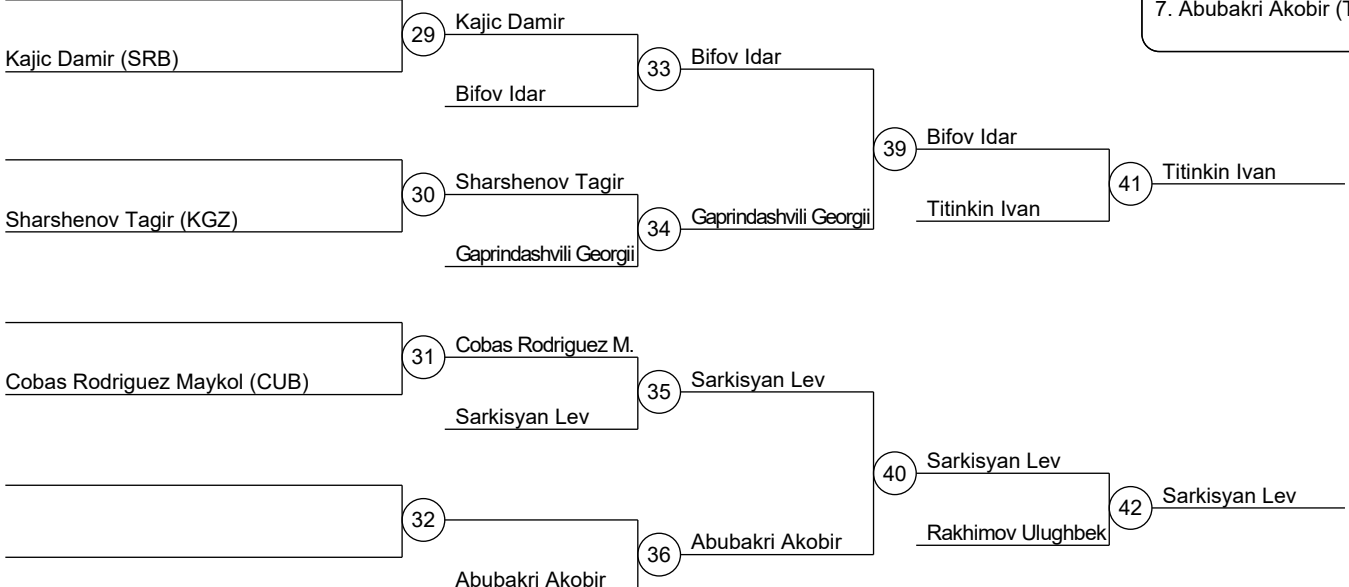 7. Abubakri Akobir (T
29
Kajic Damir
Kajic Damir (SRB)
33
Bifov Idar
Bifov Idar
39
Bifov Idar
30
Sharshenov Tagir
41
Titinkin Ivan
Sharshenov Tagir (KGZ)
34
Gaprindashvili Georgii
Titinkin Ivan
Gaprindashvili Georgii
31
Cobas Rodriguez M.
Cobas Rodriguez Maykol (CUB)
35
Sarkisyan Lev
Sarkisyan Lev
40
Sarkisyan Lev
32
42
Sarkisyan Lev
36
Abubakri Akobir
Rakhimov Ulughbek
Abubakri Akobir